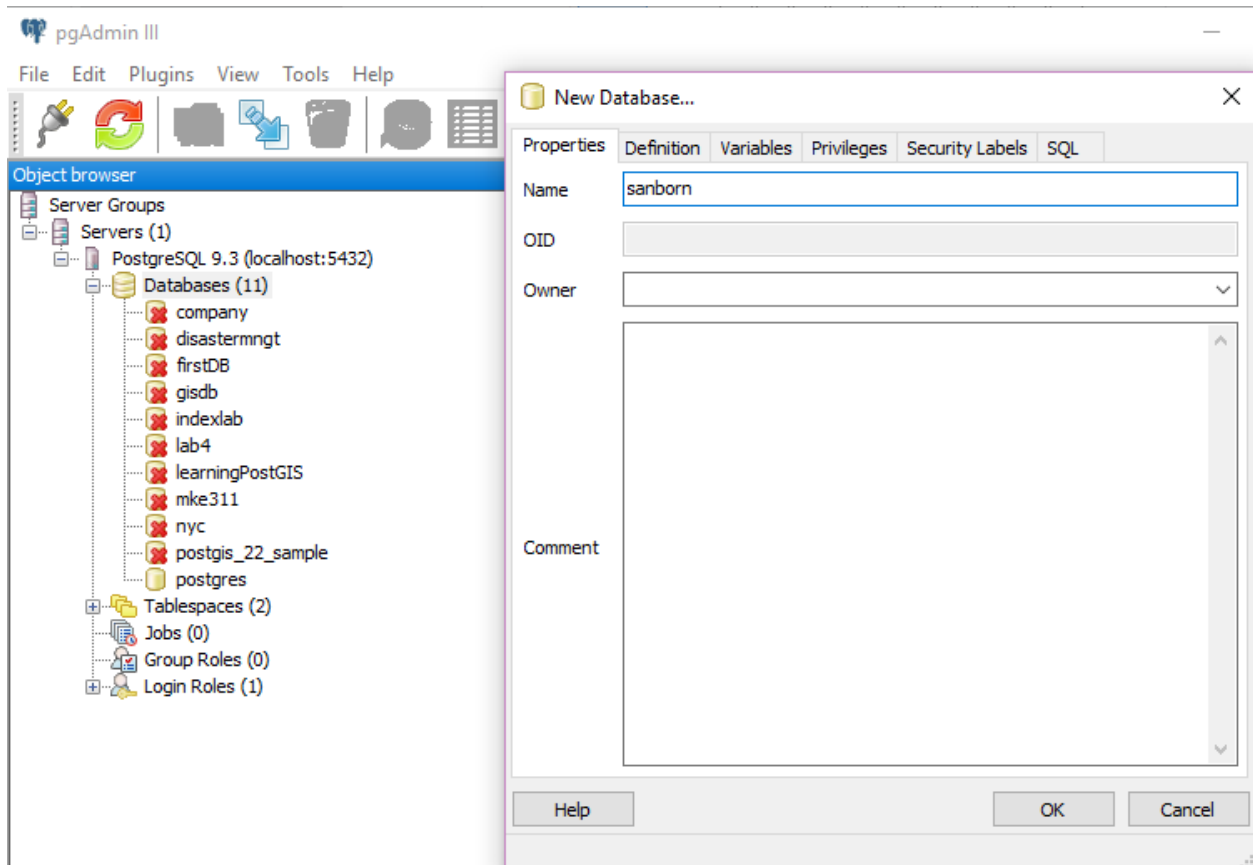 pgAdmin III
File Edit Plugins View Tools Help
Object browser
Server Groups
Servers (1)
PostgreSQL 9.3 (localhost:5432)
Databases (11)
company
disastermngt
firstDB
gisdb
indexlab
lab4
learningPostGIS
mke311
nyc
postgis_22_sample
postgres
Tablespaces (2)
Jobs (0)
Group Roles (0)
Login Roles (1)
New Database...
Properties Definition Variables Privileges Security Labels SQL
Name sanborn
OID
Owner
Comment
Help OK Cancel